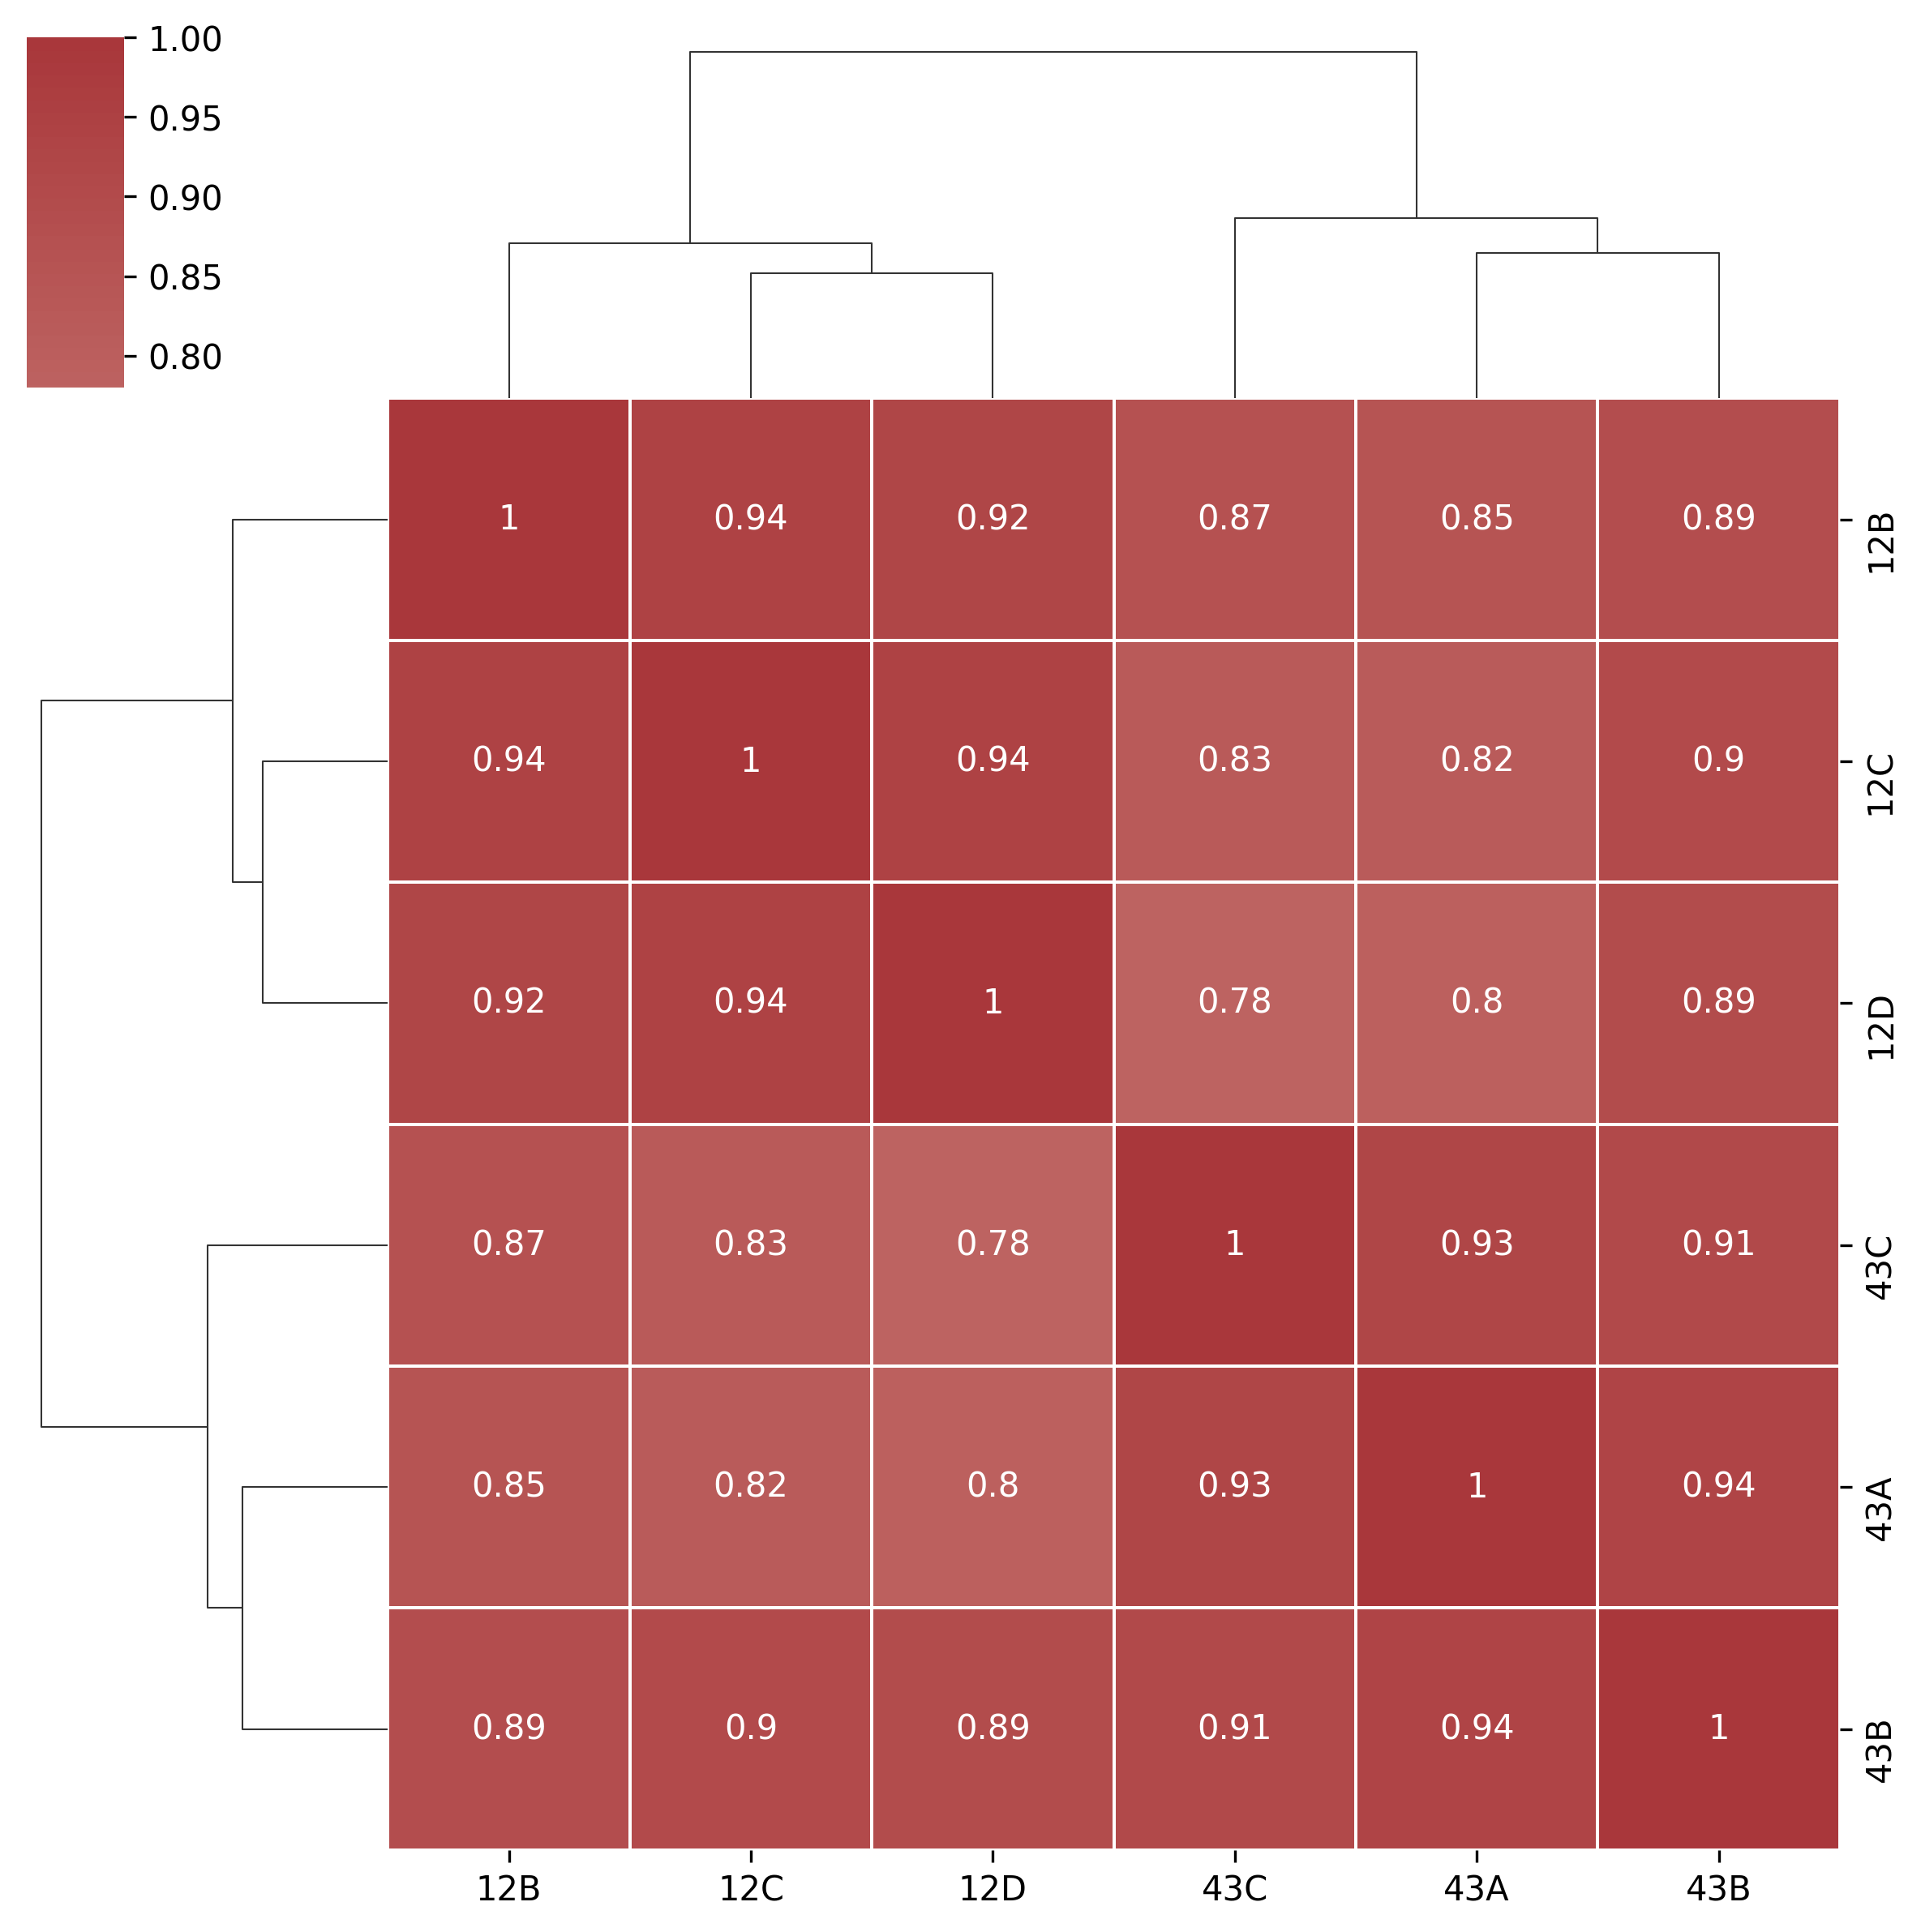 1.00
0.95
0.90
0.85
0.80
1 0.94 0.92 0.87 0.85 0.89 12B
0.94 1 0.94 0.83 0.82 0.9 12C
0.92 0.94 1 0.78 0.8 0.89 12D
0.87 0.83 0.78 1 0.93 0.91 43C
0.85 0.82 0.8 0.93 1 0.94 43A
0.89 0.9 0.89 0.91 0.94 1 43B
12B 12C 12D 43C 43A 43B